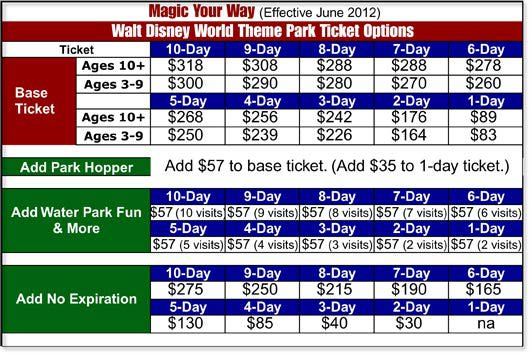 Magic Your Way (Effective June 2012)
Walt Disney World Theme Park Ticket Options
Ticket 10-Day 9-Day 8-Day 7-Day 6-Day
Base Ticket
Ages 10+ $318 $308 $288 $288 $278
Ages 3-9 $300 $290 $280 $270 $260
5-Day 4-Day 3-Day 2-Day 1-Day
Ages 10+ $268 $256 $242 $176 $89
Ages 3-9 $250 $239 $226 $164 $83
Add Park Hopper Add $57 to base ticket. (Add $35 to 1-day ticket.)
Add Water Park Fun
& More
10-Day 9-Day 8-Day 7-Day 6-Day
$57 (10 visits) $57 (9 visits) $57 (8 visits) $57 (7 visits) $57 (6 visits)
5-Day 4-Day 3-Day 2-Day 1-Day
$57 (5 visits) $57 (4 visits) $57 (3 visits) $57 (2 visits) $57 (2 visits)
Add No Expiration
10-Day 9-Day 8-Day 7-Day 6-Day
$275 $250 $215 $190 $165
5-Day 4-Day 3-Day 2-Day 1-Day
$130 $85 $40 $30 na